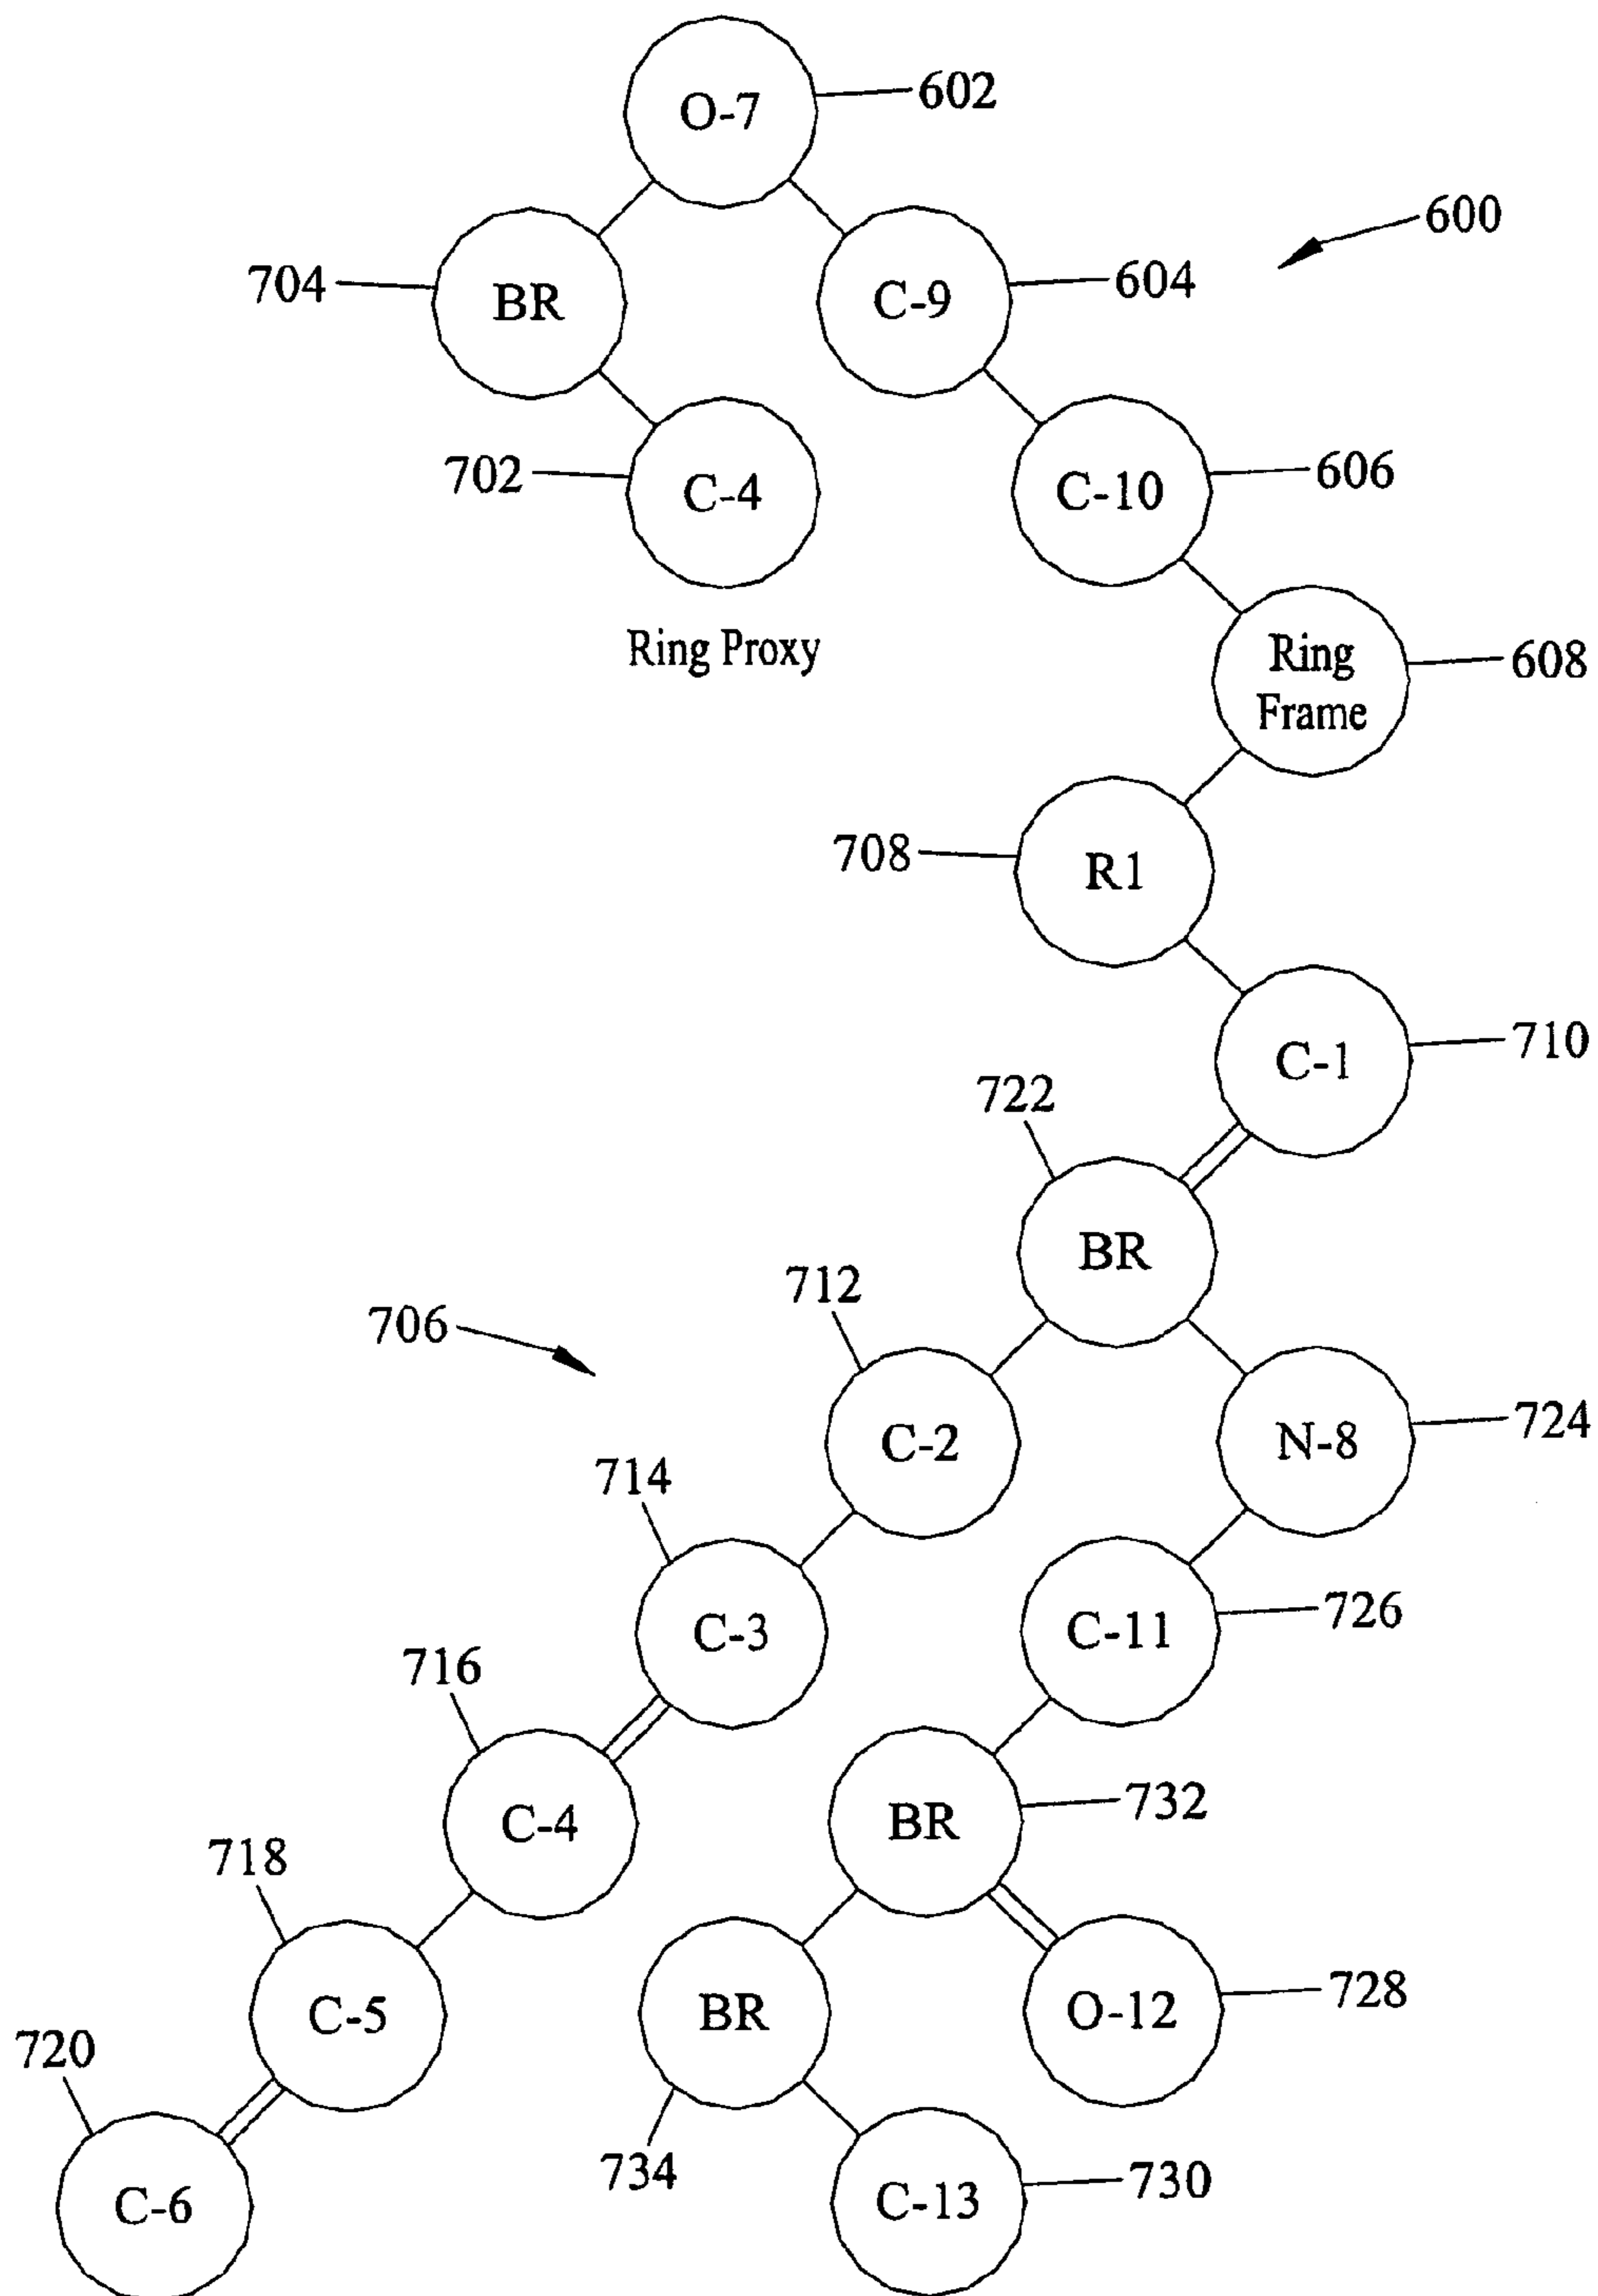 O-7
602
600
704
BR
C-9
604
702
C-4
C-10
606
Ring Proxy
Ring
Frame
608
708
R1
C-1
710
722
BR
712
706
C-2
N-8
724
714
C-3
C-11
726
716
C-4
BR
732
718
C-5
BR
O-12
728
720
734
C-6
C-13
730